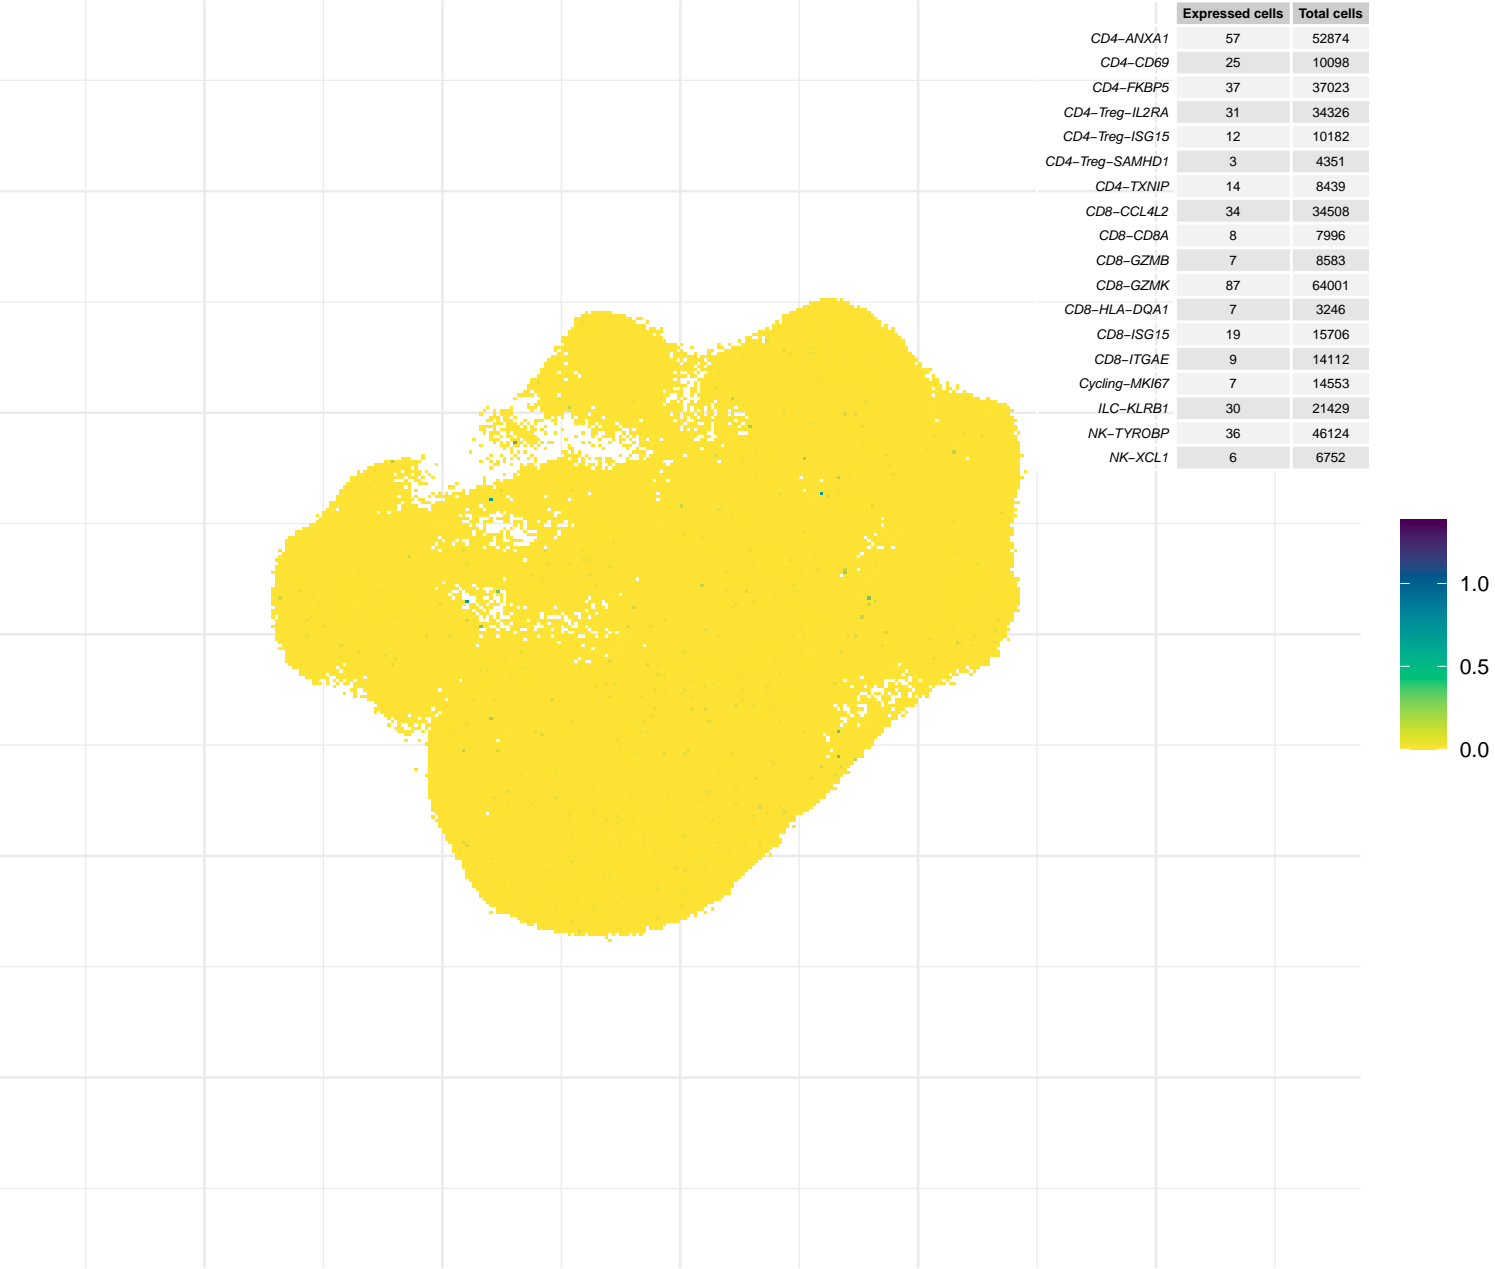 Expressed cells Total cells
CD4−ANXA1 57 52874
CD4−CD69 25 10098
CD4−FKBP5 37 37023
CD4−Treg−IL2RA 31 34326
CD4−Treg−ISG15 12 10182
CD4−Treg−SAMHD1 3 4351
CD4−TXNIP 14 8439
CD8−CCL4L2 34 34508
CD8−CD8A 8 7996
CD8−GZMB 7 8583
CD8−GZMK 87 64001
CD8−HLA−DQA1 7 3246
CD8−ISG15 19 15706
CD8−ITGAE 9 14112
Cycling−MKI67 7 14553
ILC−KLRB1 30 21429
NK−TYROBP 36 46124
NK−XCL1 6 6752
1.0
0.5
0.0